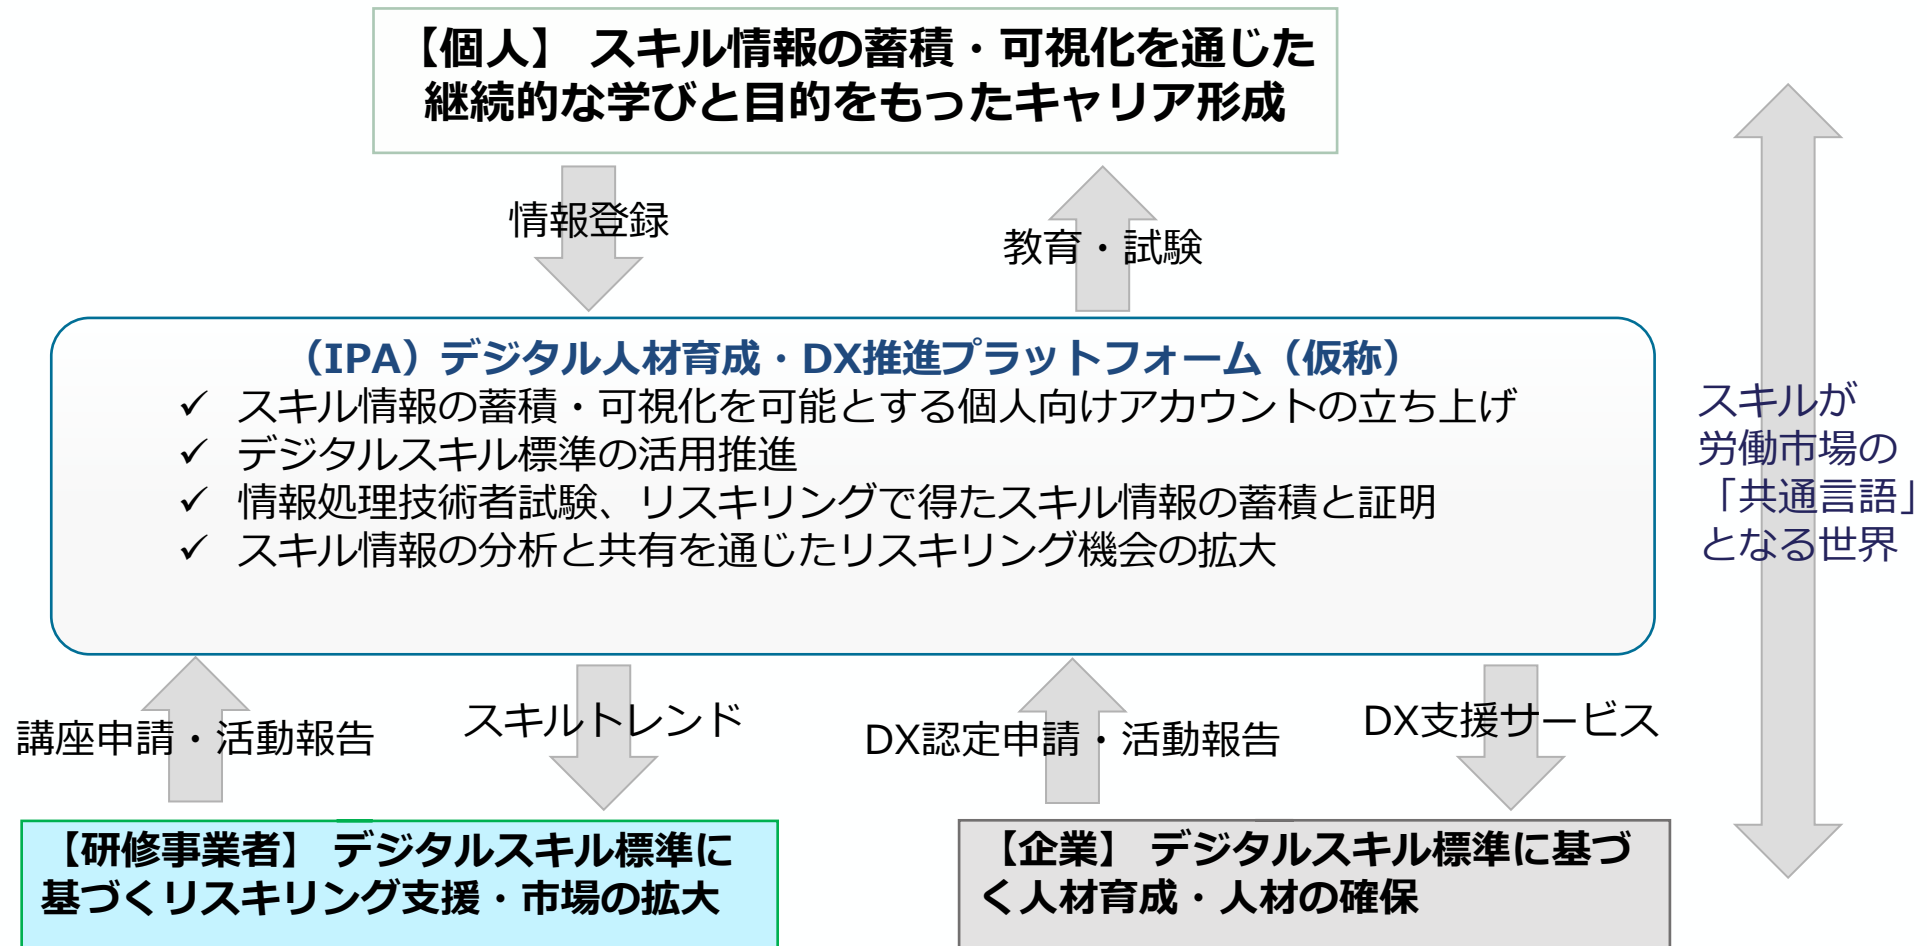 【個人】 スキル情報の蓄積・可視化を通じた
継続的な学びと目的をもったキャリア形成
情報登録
教育・試験
（IPA）デジタル人材育成・DX推進プラットフォーム（仮称）
✓ スキル情報の蓄積・可視化を可能とする個人向けアカウントの立ち上げ
✓ デジタルスキル標準の活用推進
✓ 情報処理技術者試験、リスキリングで得たスキル情報の蓄積と証明
✓ スキル情報の分析と共有を通じたリスキリング機会の拡大
スキルが
労働市場の
「共通言語」
となる世界
講座申請・活動報告
スキルトレンド
DX認定申請・活動報告
DX支援サービス
【研修事業者】 デジタルスキル標準に
基づくリスキリング支援・市場の拡大
【企業】 デジタルスキル標準に基づ
く人材育成・人材の確保